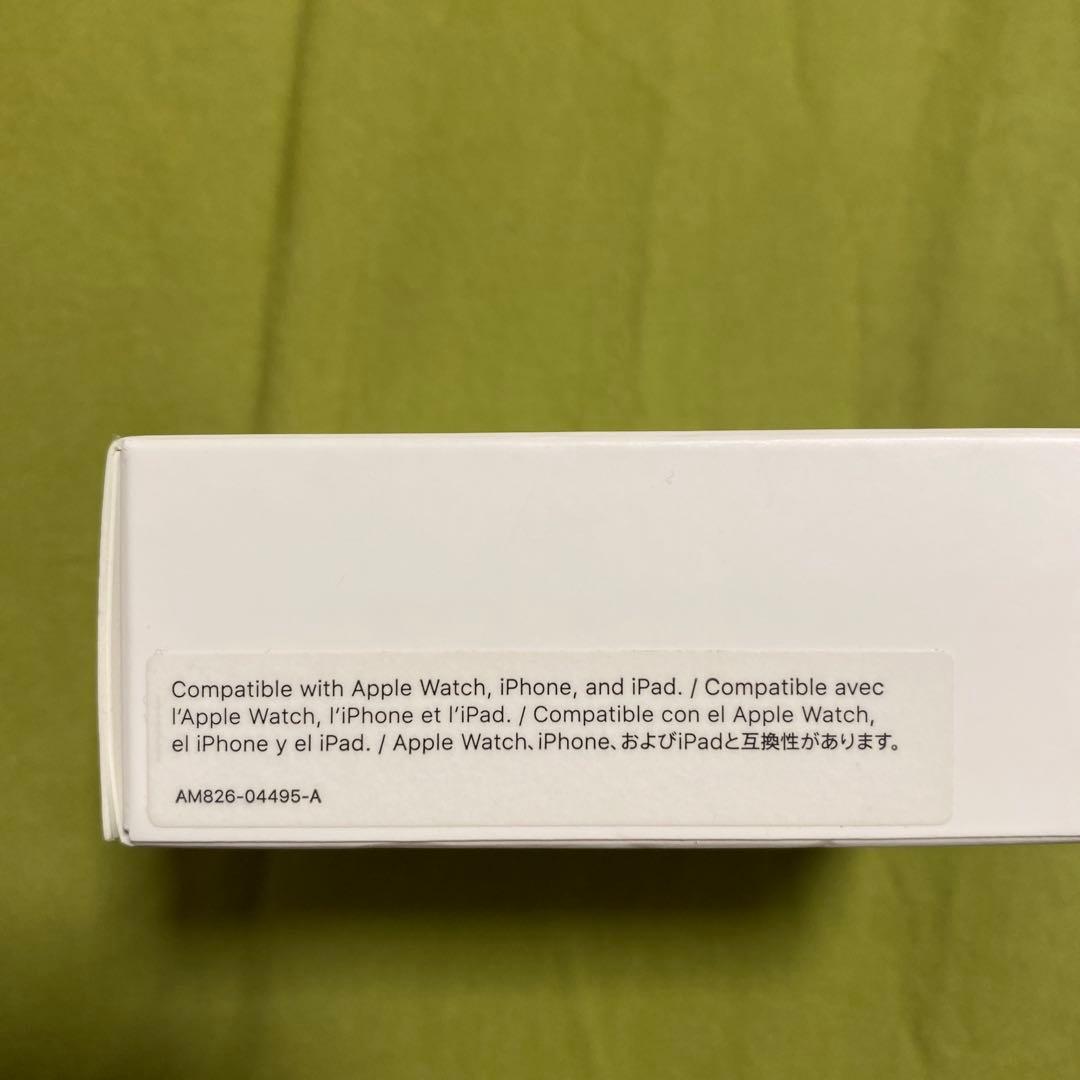 Compatible with Apple Watch, iPhone, and iPad. / Compatible avec
l‘Apple Watch, l‘iPhone et l’iPad. / Compatible con el Apple Watch,
el iPhone y el iPad. / Apple Watch、iPhone、およびiPadと互換性があります。
AM826-04495-A